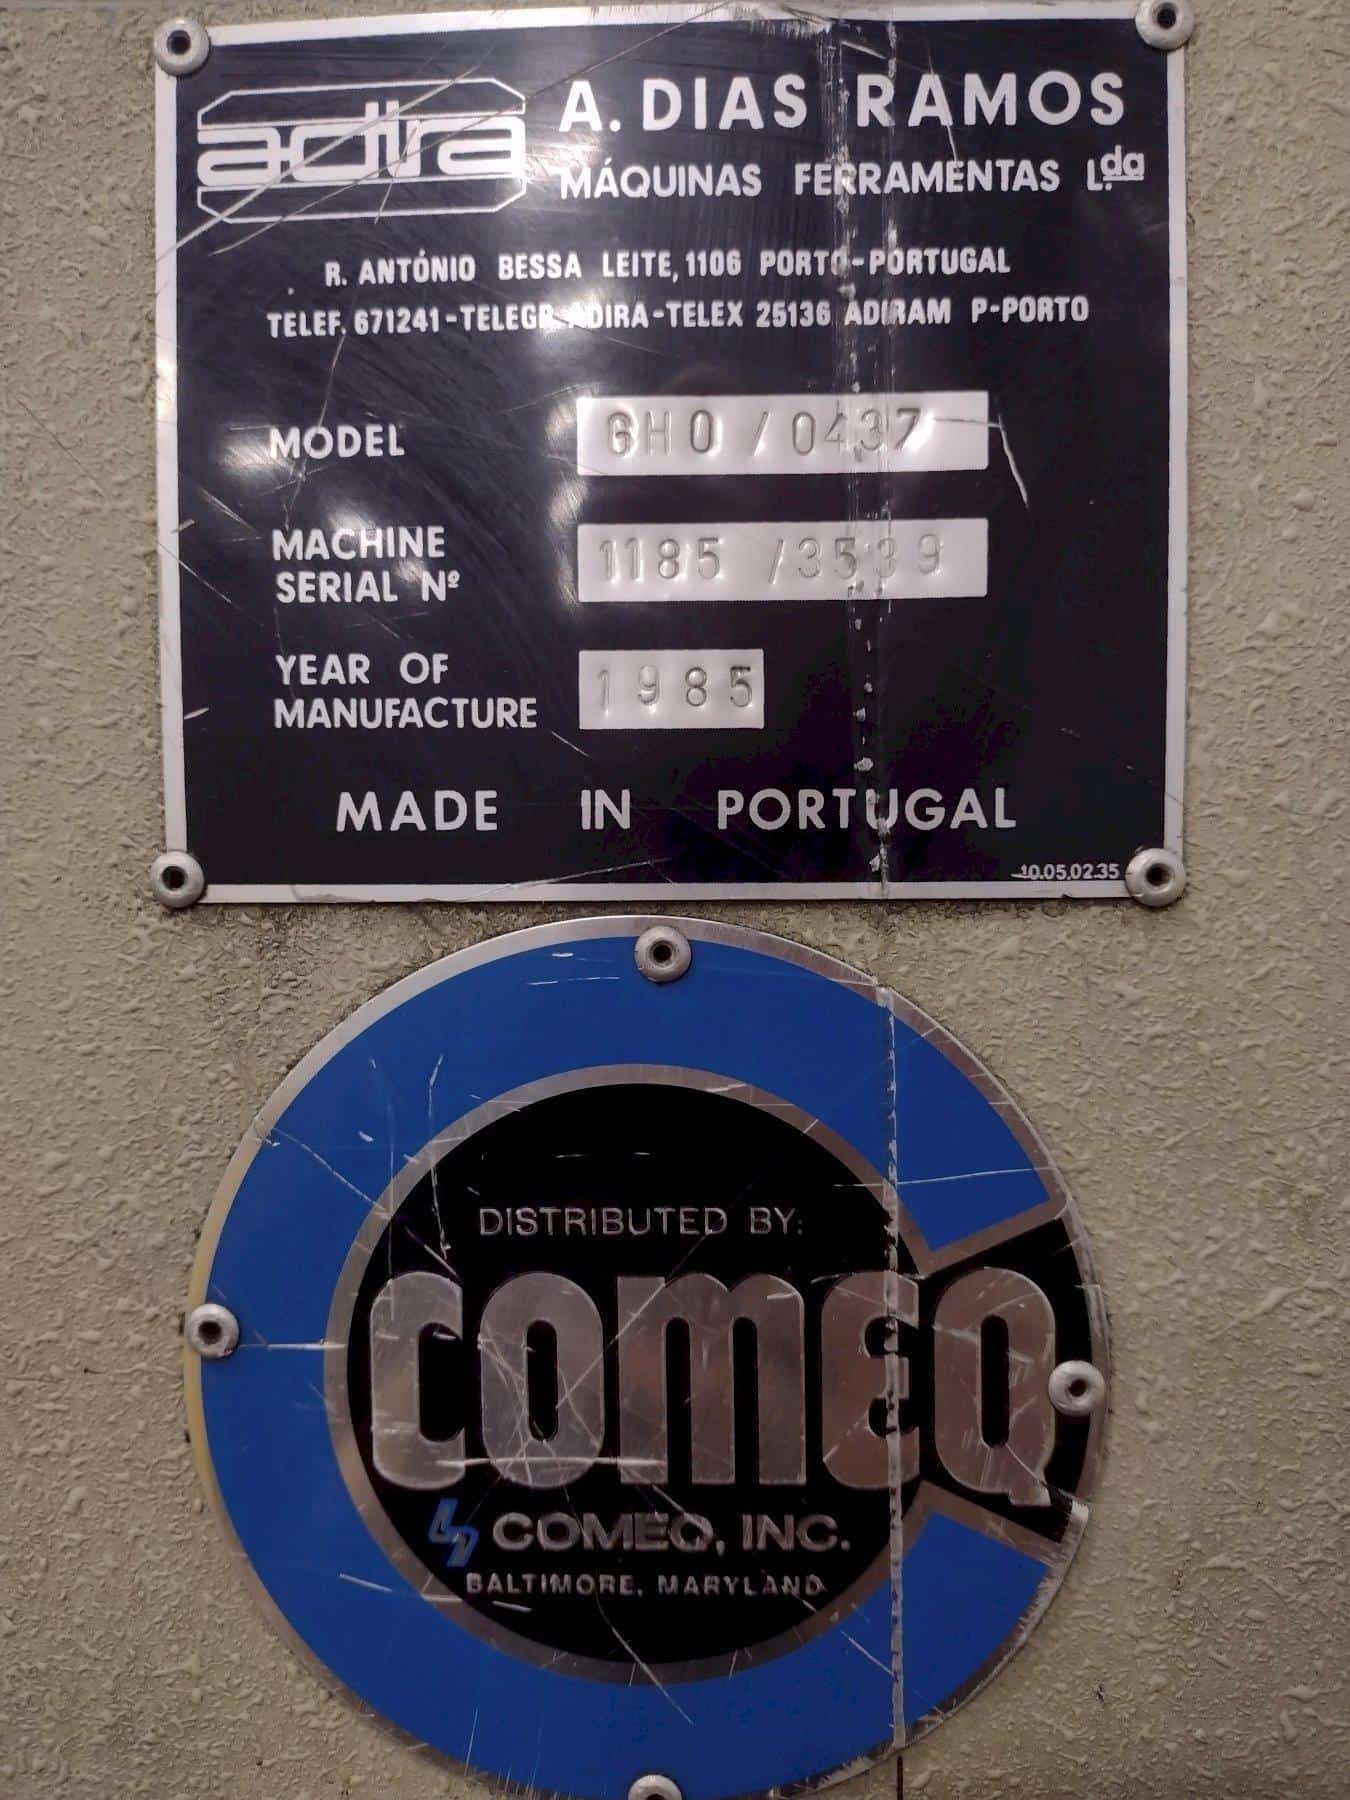 adira
A. DIAS RAMOS
MÁQUINAS FERRAMENTAS L.da
R. ANTÓNIO BESSA LEITE, 1106 PORTO-PORTUGAL
TELEF. 671241-TELEGR. ADIRA-TELEX 25136 ADIRAM P-PORTO
MODEL GHO / 0437
MACHINE
SERIAL Nº 1185 /3539
YEAR OF
MANUFACTURE 1985
MADE IN PORTUGAL
10.05.02.35
DISTRIBUTED BY:
COMEQ
COMEQ, INC.
BALTIMORE, MARYLAND